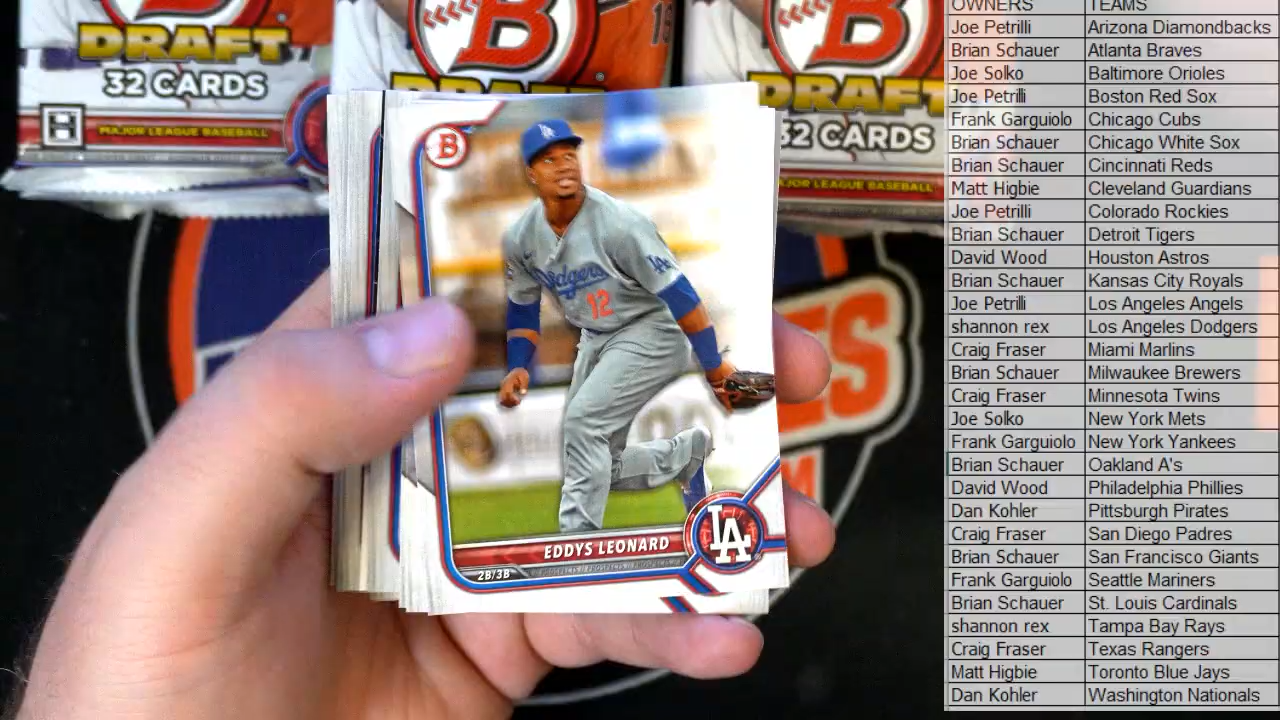 DRAFT
32 CARDS
MAJOR LEAGUE BASEBALL
B
DRAFT
B
DRAFT
32 CARDS
MAJOR LEAGUE BASEBALL
B
LA
Dodgers
12
LA
EDDYS LEONARD
2B/3B
PROSPECTS // PROSPECTS // PROSPECTS //
LA
OWNERS TEAMS
Joe Petrilli Arizona Diamondbacks
Brian Schauer Atlanta Braves
Joe Solko Baltimore Orioles
Joe Petrilli Boston Red Sox
Frank Garguiolo Chicago Cubs
Brian Schauer Chicago White Sox
Brian Schauer Cincinnati Reds
Matt Higbie Cleveland Guardians
Joe Petrilli Colorado Rockies
Brian Schauer Detroit Tigers
David Wood Houston Astros
Brian Schauer Kansas City Royals
Joe Petrilli Los Angeles Angels
shannon rex Los Angeles Dodgers
Craig Fraser Miami Marlins
Brian Schauer Milwaukee Brewers
Craig Fraser Minnesota Twins
Joe Solko New York Mets
Frank Garguiolo New York Yankees
Brian Schauer Oakland A's
David Wood Philadelphia Phillies
Dan Kohler Pittsburgh Pirates
Craig Fraser San Diego Padres
Brian Schauer San Francisco Giants
Frank Garguiolo Seattle Mariners
Brian Schauer St. Louis Cardinals
shannon rex Tampa Bay Rays
Craig Fraser Texas Rangers
Matt Higbie Toronto Blue Jays
Dan Kohler Washington Nationals